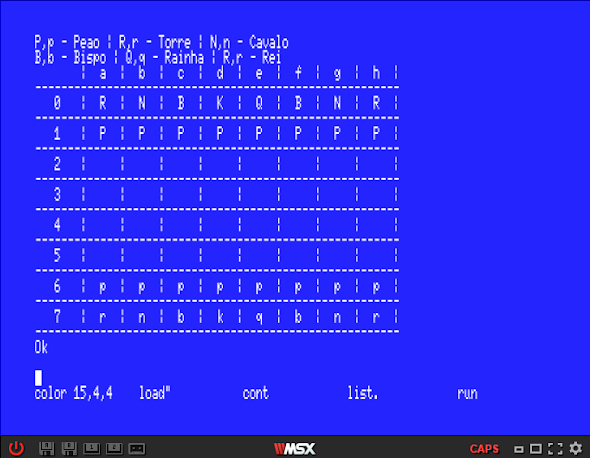 P,p - Peao ¦ R,r - Torre ¦ N,n - Cavalo
B,b - Bispo ¦ Q,q - Rainha ¦ R,r - Rei
¦ a ¦ b ¦ c ¦ d ¦ e ¦ f ¦ g ¦ h ¦
----------------------------------------
0 ¦ R ¦ N ¦ B ¦ K ¦ Q ¦ B ¦ N ¦ R ¦
----------------------------------------
1 ¦ P ¦ P ¦ P ¦ P ¦ P ¦ P ¦ P ¦ P ¦
----------------------------------------
2 ¦ ¦ ¦ ¦ ¦ ¦ ¦ ¦ ¦
----------------------------------------
3 ¦ ¦ ¦ ¦ ¦ ¦ ¦ ¦ ¦
----------------------------------------
4 ¦ ¦ ¦ ¦ ¦ ¦ ¦ ¦ ¦
----------------------------------------
5 ¦ ¦ ¦ ¦ ¦ ¦ ¦ ¦ ¦
----------------------------------------
6 ¦ p ¦ p ¦ p ¦ p ¦ p ¦ p ¦ p ¦ p ¦
----------------------------------------
7 ¦ r ¦ n ¦ b ¦ k ¦ q ¦ b ¦ n ¦ r ¦
----------------------------------------
Ok
color 15,4,4 load" cont list. run
WMSX CAPS